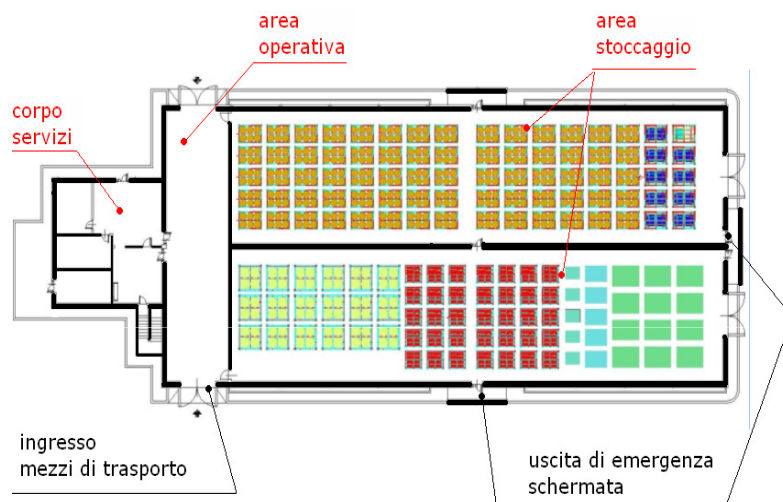 area
operativa
area
stoccaggio
corpo
servizi
ingresso
mezzi di trasporto
uscita di emergenza
schermata